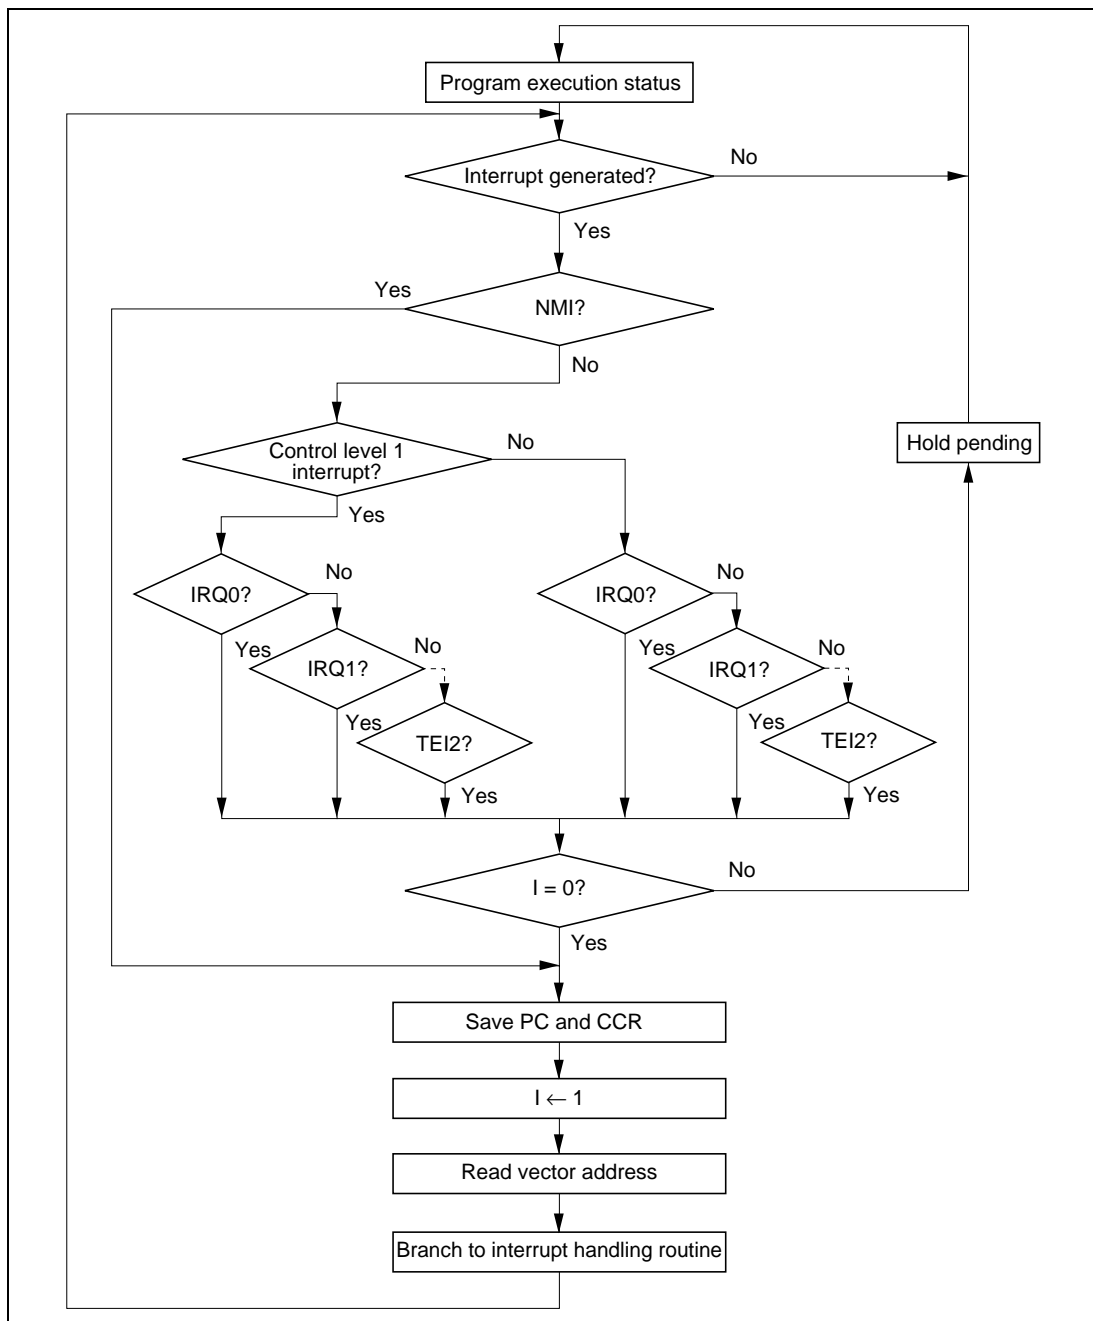 Program execution status
Interrupt generated?
No
Yes
Yes
NMI?
No
Control level 1
interrupt?
No
Hold pending
Yes
IRQ0?
No
IRQ0?
No
Yes
IRQ1?
No
Yes
IRQ1?
No
Yes
TEI2?
Yes
TEI2?
Yes
Yes
I = 0?
No
Yes
Save PC and CCR
I ← 1
Read vector address
Branch to interrupt handling routine